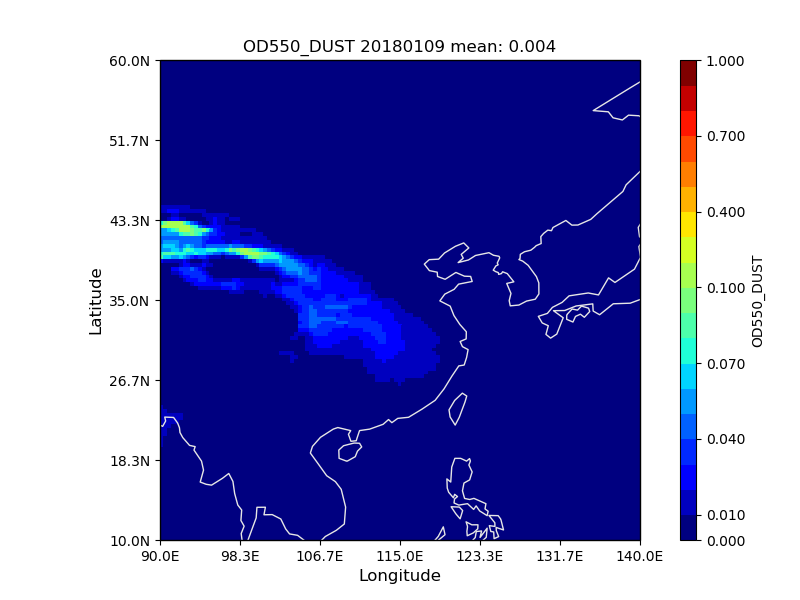 OD550_DUST 20180109 mean: 0.004
60.0N
51.7N
43.3N
35.0N
26.7N
18.3N
10.0N
Latitude
90.0E 98.3E 106.7E 115.0E 123.3E 131.7E 140.0E
Longitude
1.000
0.700
0.400
0.100
0.070
0.040
0.010
0.000
OD550_DUST